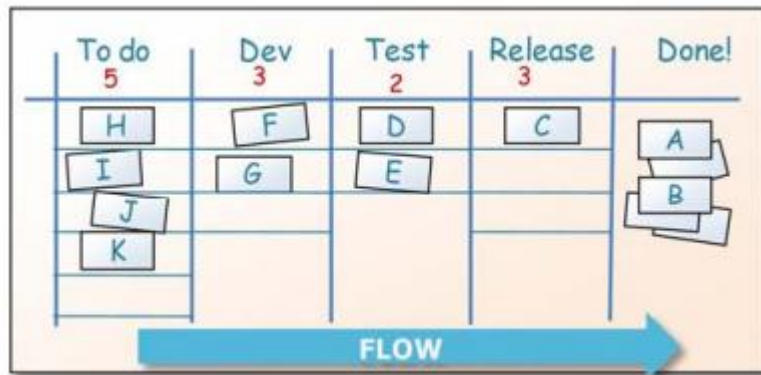 To do Dev Test Release Done!
5 3 2 3
H F D C A
I G E
J B
K
FLOW